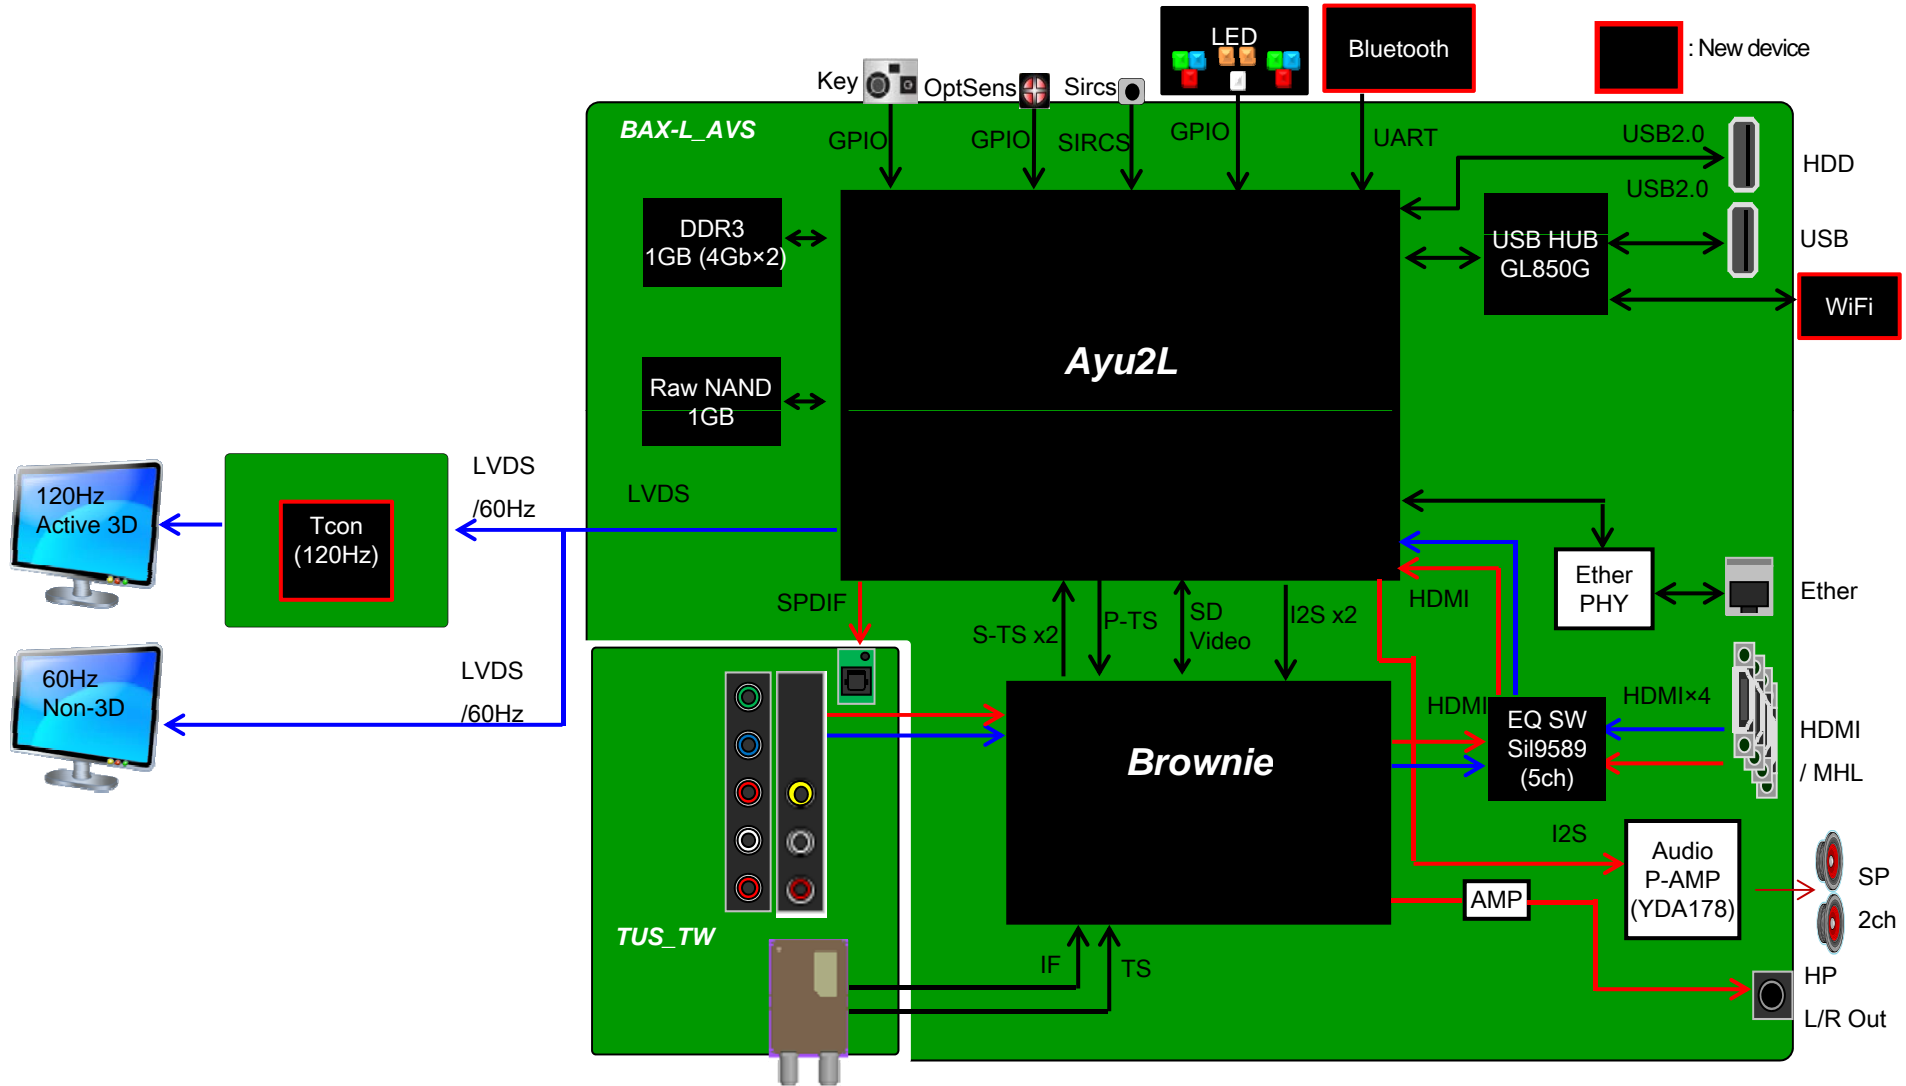 LED
Bluetooth
: New device
Key
OptSens
Sircs
BAX-L_AVS
GPIO
GPIO
SIRCS
GPIO
UART
USB2.0
HDD
USB2.0
DDR3
1GB (4Gb×2)
USB HUB
GL850G
USB
WiFi
Ayu2L
Raw NAND
1GB
LVDS
/60Hz
LVDS
120Hz
Active 3D
Tcon
(120Hz)
Ether
PHY
Ether
SPDIF
S-TS x2
P-TS
SD
Video
I2S x2
HDMI
60Hz
Non-3D
LVDS
/60Hz
HDMI
HDMI×4
EQ SW
Sil9589
(5ch)
HDMI
/ MHL
Brownie
I2S
Audio
P-AMP
(YDA178)
SP
2ch
AMP
TUS_TW
IF
TS
HP
L/R Out